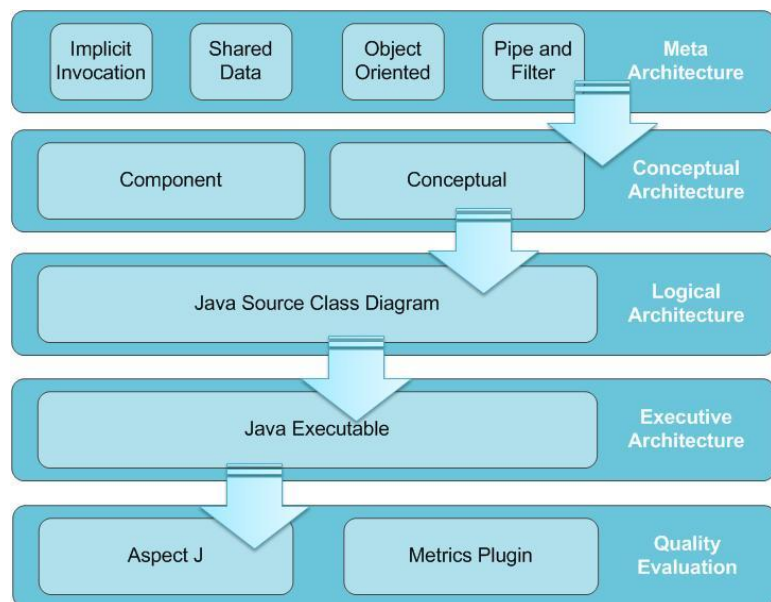 Implicit
Invocation
Shared
Data
Object
Oriented
Pipe and
Filter
Meta
Architecture
Component
Conceptual
Conceptual
Architecture
Java Source Class Diagram
Logical
Architecture
Java Executable
Executive
Architecture
Aspect J
Metrics Plugin
Quality
Evaluation